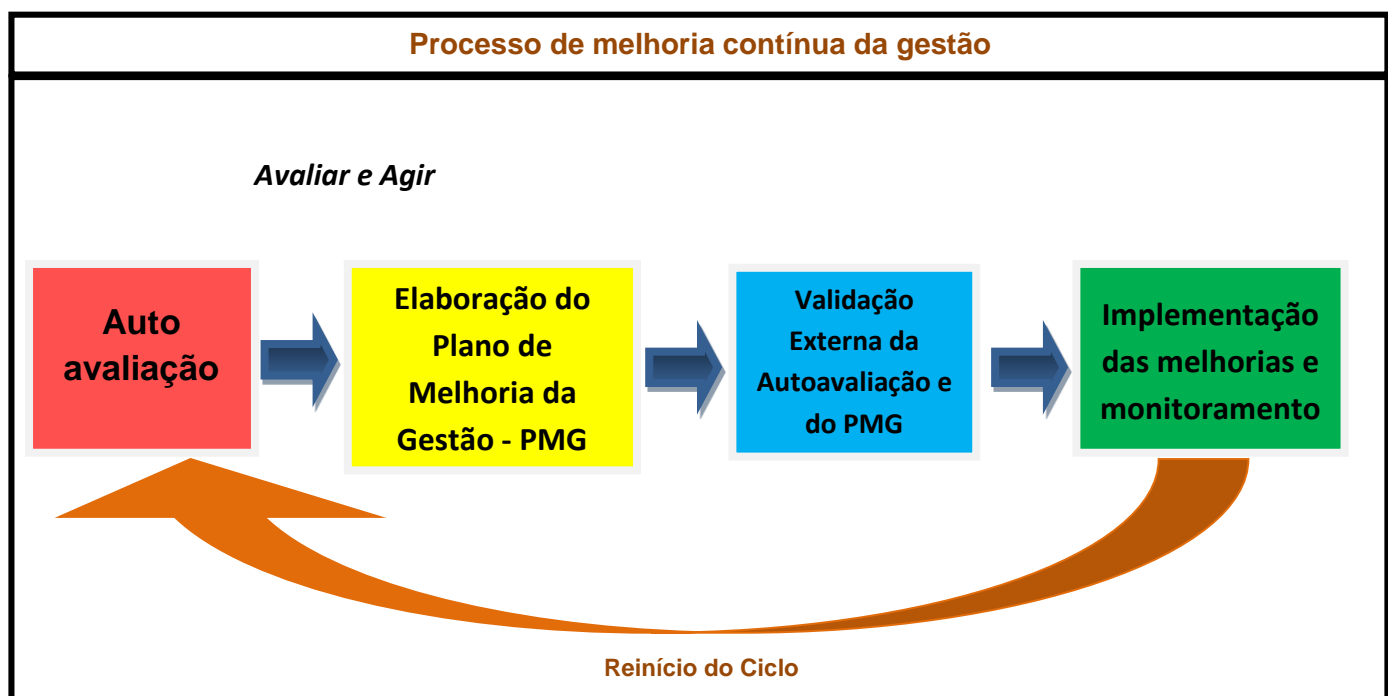 Processo de melhoria contínua da gestão
Avaliar e Agir
Auto
avaliação
Elaboração do
Plano de
Melhoria da
Gestão - PMG
Validação
Externa da
Autoavaliação e
do PMG
Implementação
das melhorias e
monitoramento
Reinício do Ciclo